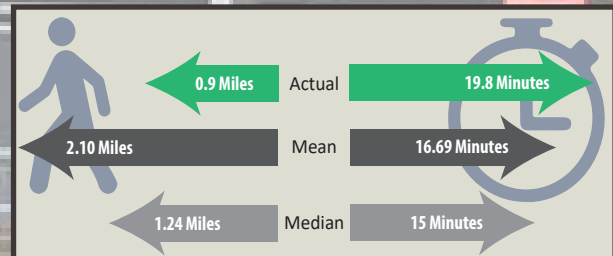 0.9 Miles Actual 19.8 Minutes
2.10 Miles Mean 16.69 Minutes
1.24 Miles Median 15 Minutes